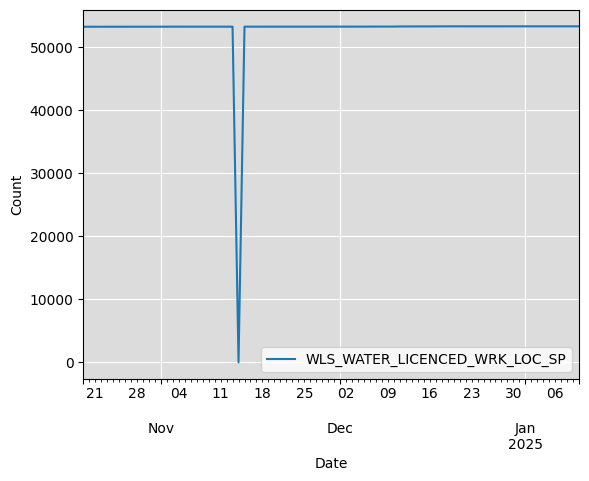 50000
40000
30000
20000
10000
0
Count
WLS_WATER_LICENCED_WRK_LOC_SP
21 28 04 11 18 25 02 09 16 23 30 06
Nov Dec Jan
2025
Date